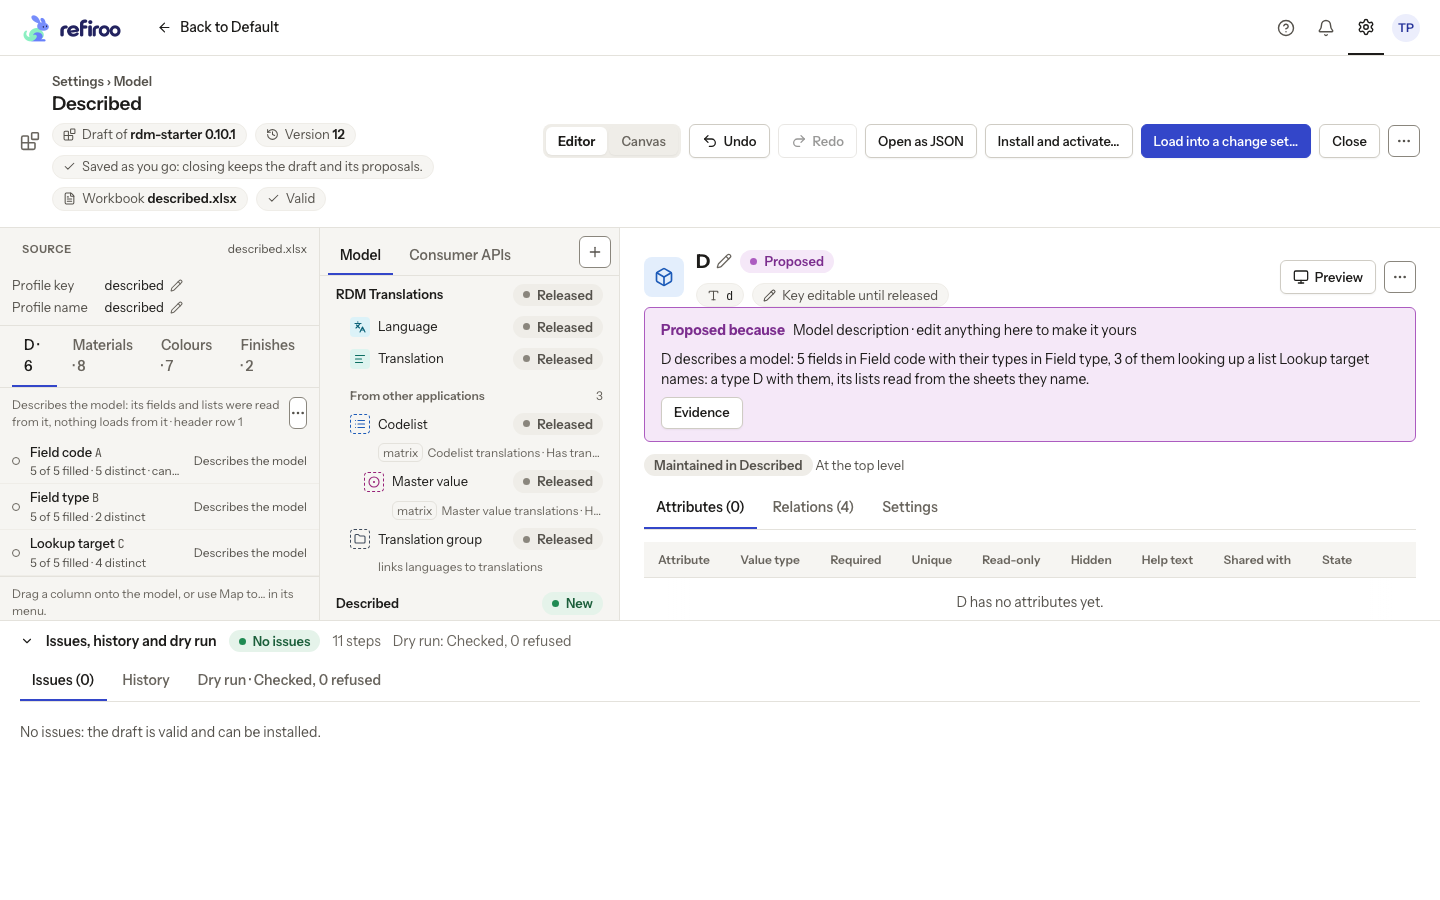 refiroo
Back to Default
TP
Settings › Model
Described
Draft of rdm-starter 0.10.1
Version 12
Saved as you go: closing keeps the draft and its proposals.
Workbook described.xlsx
Valid
Editor
Canvas
Undo
Redo
Open as JSON
Install and activate...
Load into a change set...
Close
SOURCE
described.xlsx
Profile key described
Profile name described
D · 6
Materials · 8
Colours · 7
Finishes · 2
Describes the model: its fields and lists were read
from it, nothing loads from it · header row 1
Field code A
5 of 5 filled · 5 distinct · can...
Describes the model
Field type B
5 of 5 filled · 2 distinct
Describes the model
Lookup target C
5 of 5 filled · 4 distinct
Describes the model
Drag a column onto the model, or use Map to... in its
menu.
Model
Consumer APIs
RDM Translations Released
Language Released
Translation Released
From other applications 3
Codelist Released
matrix Codelist translations · Has tran...
Master value Released
matrix Master value translations · H...
Translation group Released
links languages to translations
Described New
D
Proposed
d
Key editable until released
Preview
Proposed because Model description · edit anything here to make it yours
D describes a model: 5 fields in Field code with their types in Field type, 3 of them looking up a list Lookup target
names: a type D with them, its lists read from the sheets they name.
Evidence
Maintained in Described At the top level
Attributes (0)
Relations (4)
Settings
Attribute Value type Required Unique Read-only Hidden Help text Shared with State
D has no attributes yet.
Issues, history and dry run
No issues
11 steps
Dry run: Checked, 0 refused
Issues (0)
History
Dry run · Checked, 0 refused
No issues: the draft is valid and can be installed.